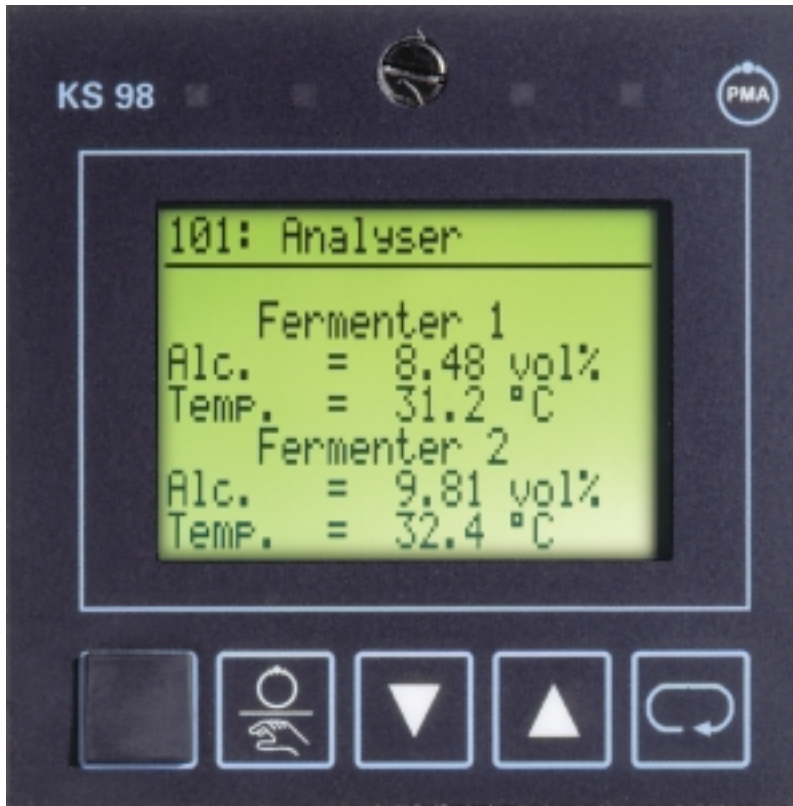 KS 98
PMA
101: Analyser
Fermenter 1
Alc. = 8.48 vol%
Temp. = 31.2 °C
Fermenter 2
Alc. = 9.81 vol%
Temp. = 32.4 °C